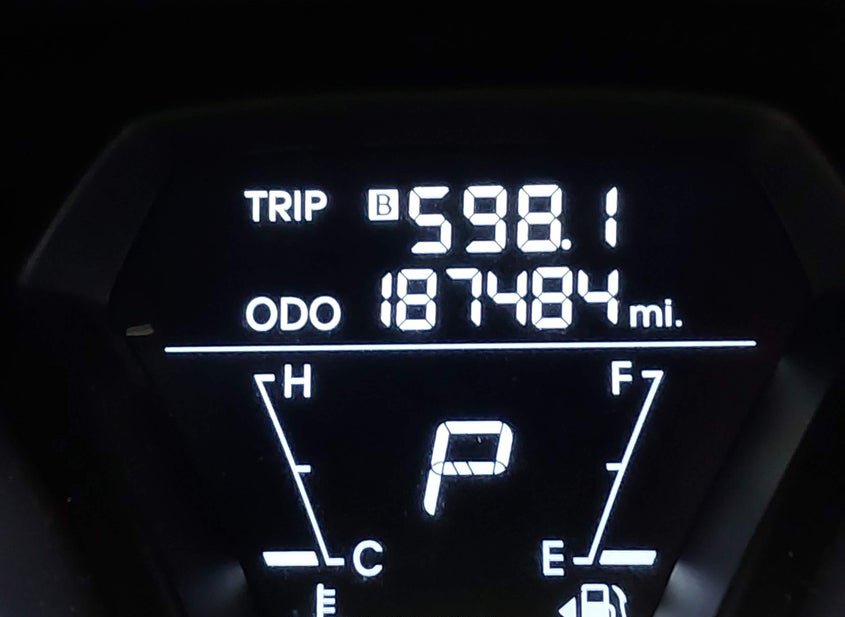 TRIP B 598.1
ODO 187484 mi.
H F
P
C E